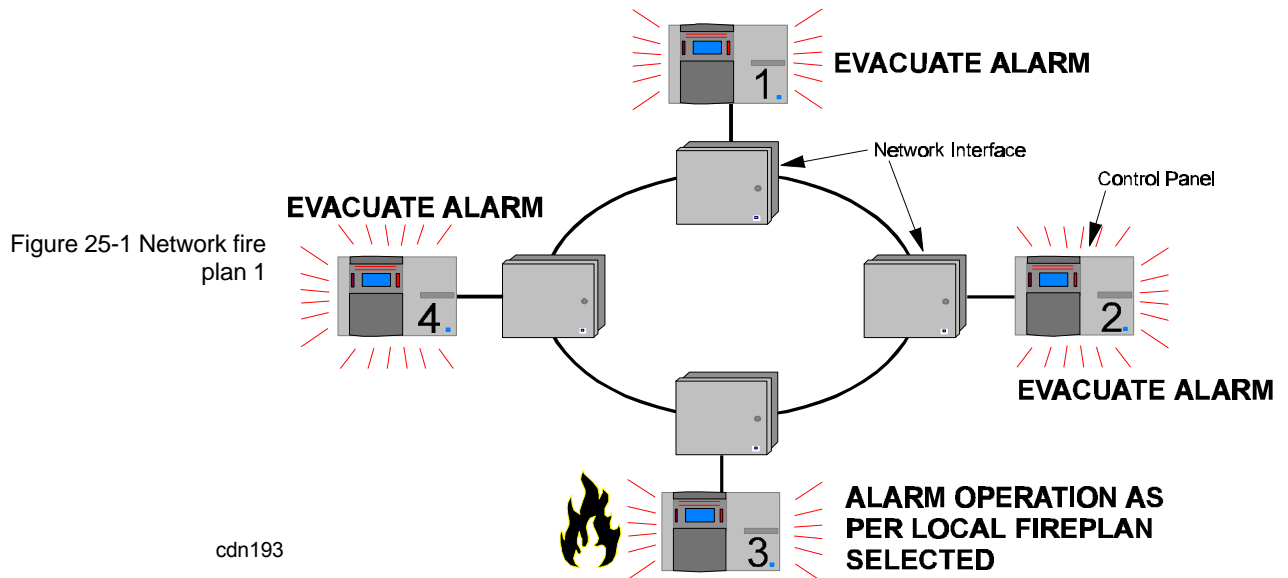 1.
EVACUATE ALARM
Network Interface
Control Panel
EVACUATE ALARM
Figure 25-1 Network fire
plan 1
4.
2.
EVACUATE ALARM
3.
ALARM OPERATION AS
PER LOCAL FIREPLAN
SELECTED
cdn193